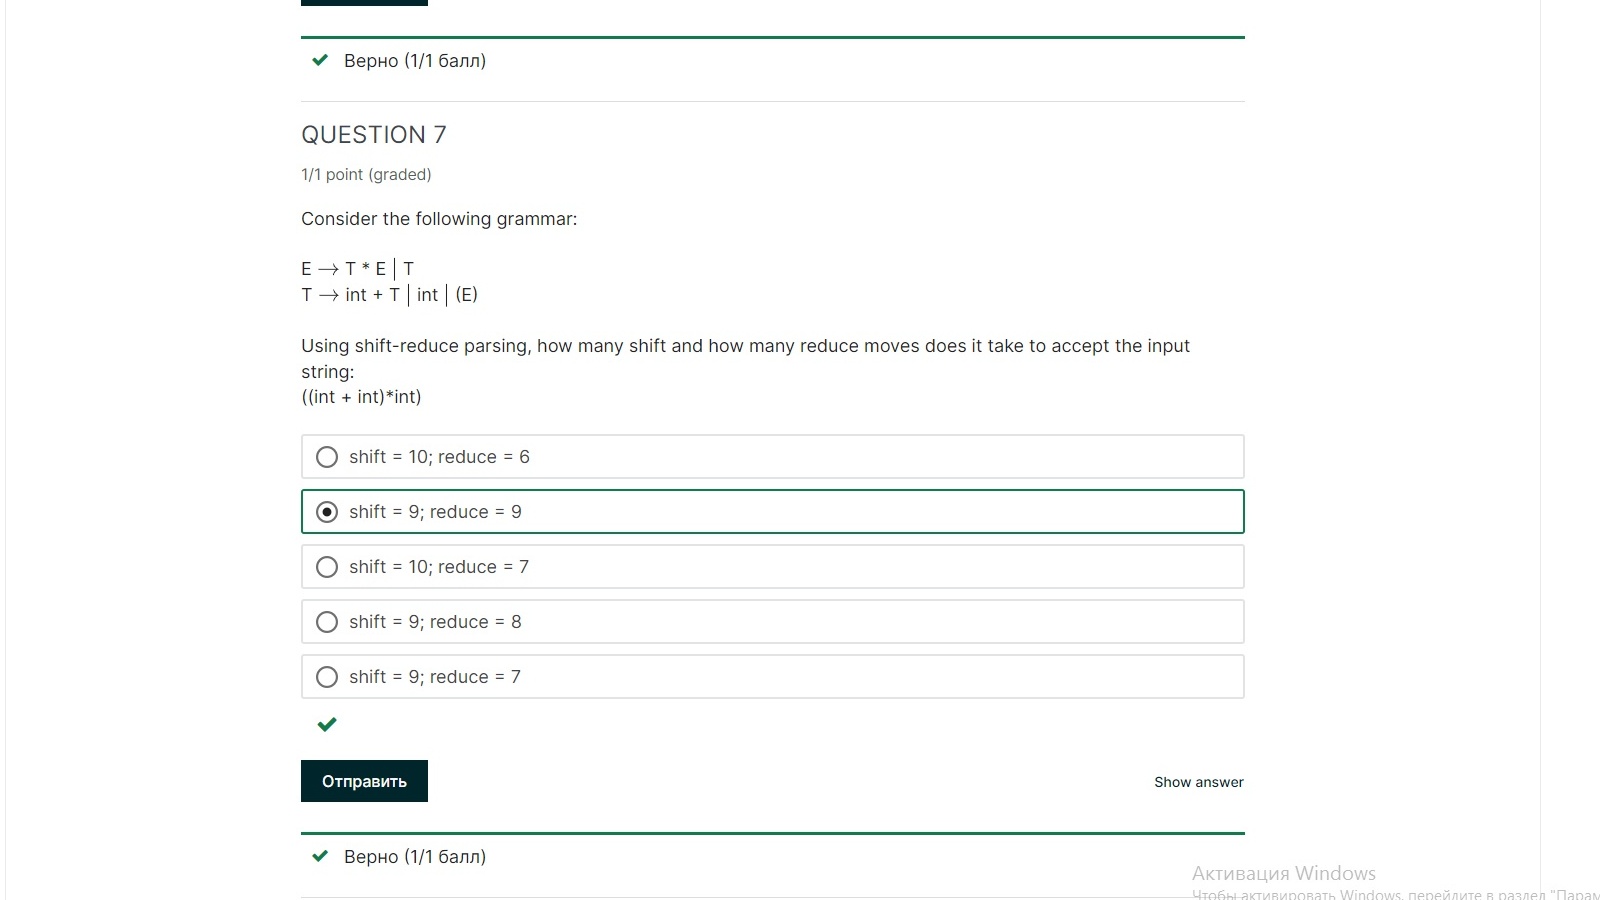 Верно (1/1 балл)
QUESTION 7
1/1 point (graded)
Consider the following grammar:
E → T * E | T
T → int + T | int | (E)
Using shift-reduce parsing, how many shift and how many reduce moves does it take to accept the input
string:
((int + int)*int)
shift = 10; reduce = 6
shift = 9; reduce = 9
shift = 10; reduce = 7
shift = 9; reduce = 8
shift = 9; reduce = 7
Отправить
Show answer
Верно (1/1 балл)
Активация Windows
Чтобы активировать Windows, перейдите в раздел "Парам